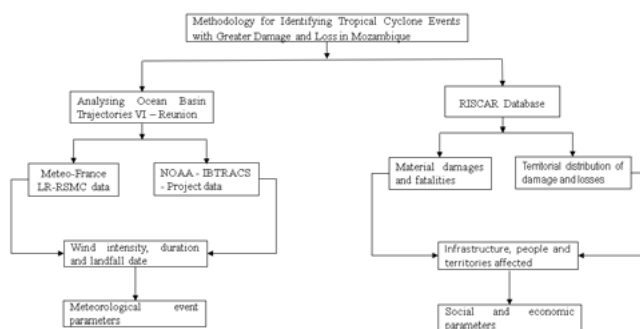 Methodology for Identifying Tropical Cyclone Events
with Greater Damage and Loss in Mozambique
Analysing Ocean Basin
Trajectories VI – Reunion
RISCAR Database
Meteo-France
LR-RSMC data
NOAA - IBTRACS
- Project data
Material damages
and fatalities
Territorial distribution of
damage and losses
Wind intensity, duration
and landfall date
Infrastructure, people and
territories affected
Meteorological event
parameters
Social and economic
parameters